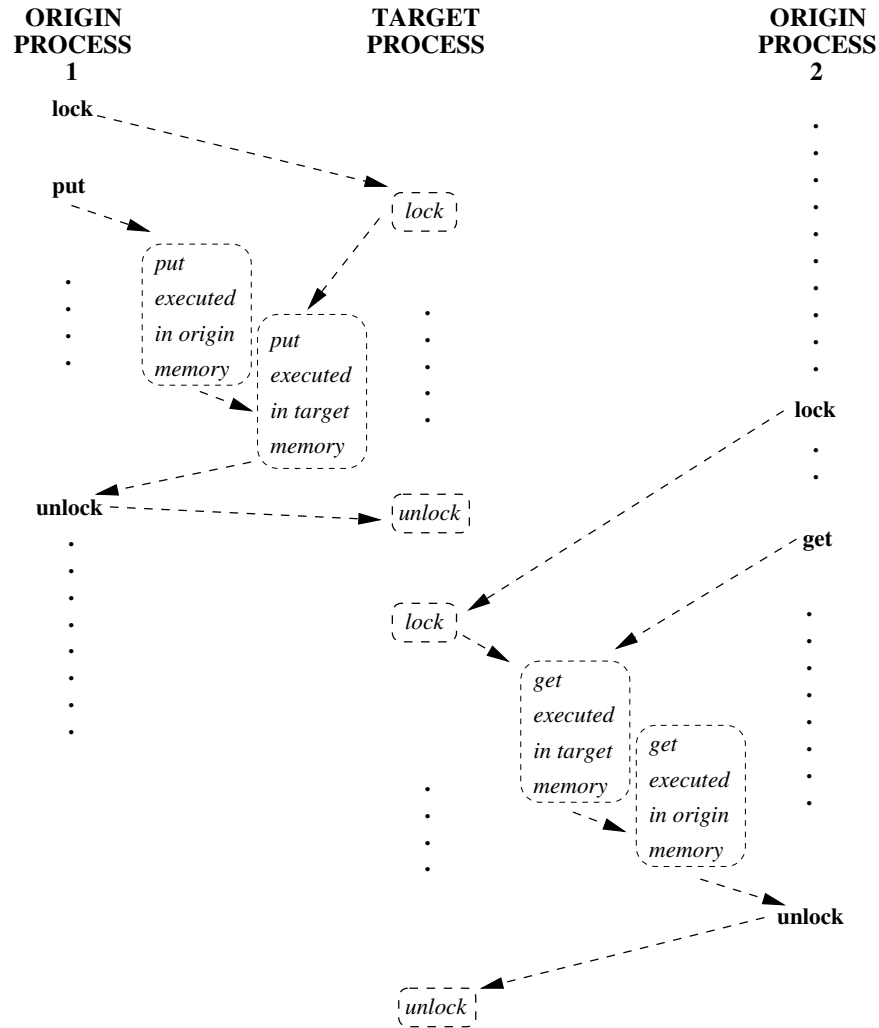 ORIGIN
PROCESS
1
TARGET
PROCESS
ORIGIN
PROCESS
2
lock
put
lock
put
executed
in origin
memory
put
executed
in target
memory
lock
unlock
unlock
get
lock
get
executed
in target
memory
get
executed
in origin
memory
unlock
unlock